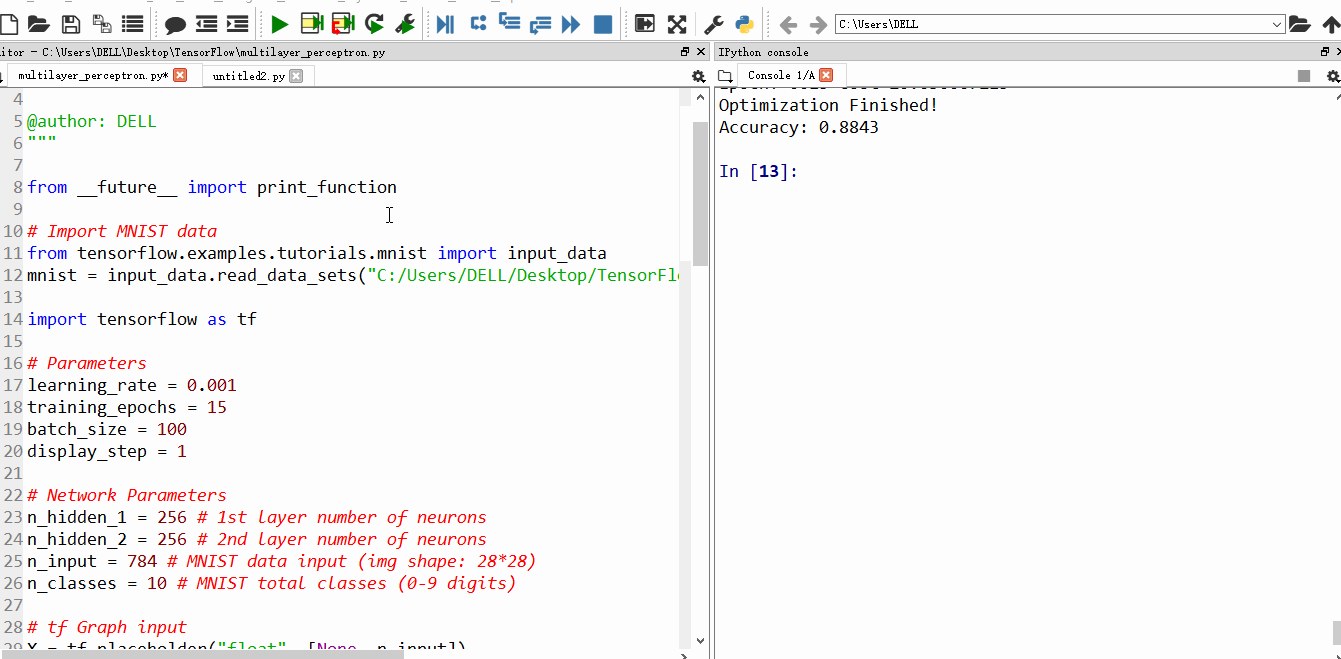 C:\Users\DELL
itor - C:\Users\DELL\Desktop\TensorFlow\multilayer_perceptron.py
IPython console
multilayer_perceptron.py*
untitled2.py
Console 1/A
4
5 @author: DELL
6 """
7
8 from __future__ import print_function
9
10 # Import MNIST data
11 from tensorflow.examples.tutorials.mnist import input_data
12 mnist = input_data.read_data_sets("C:/Users/DELL/Desktop/TensorFl
13
14 import tensorflow as tf
15
16 # Parameters
17 learning_rate = 0.001
18 training_epochs = 15
19 batch_size = 100
20 display_step = 1
21
22 # Network Parameters
23 n_hidden_1 = 256 # 1st layer number of neurons
24 n_hidden_2 = 256 # 2nd layer number of neurons
25 n_input = 784 # MNIST data input (img shape: 28*28)
26 n_classes = 10 # MNIST total classes (0-9 digits)
27
28 # tf Graph input
29 X = tf.placeholder("float", [None, n_input])
Optimization Finished!
Accuracy: 0.8843
In [13]: